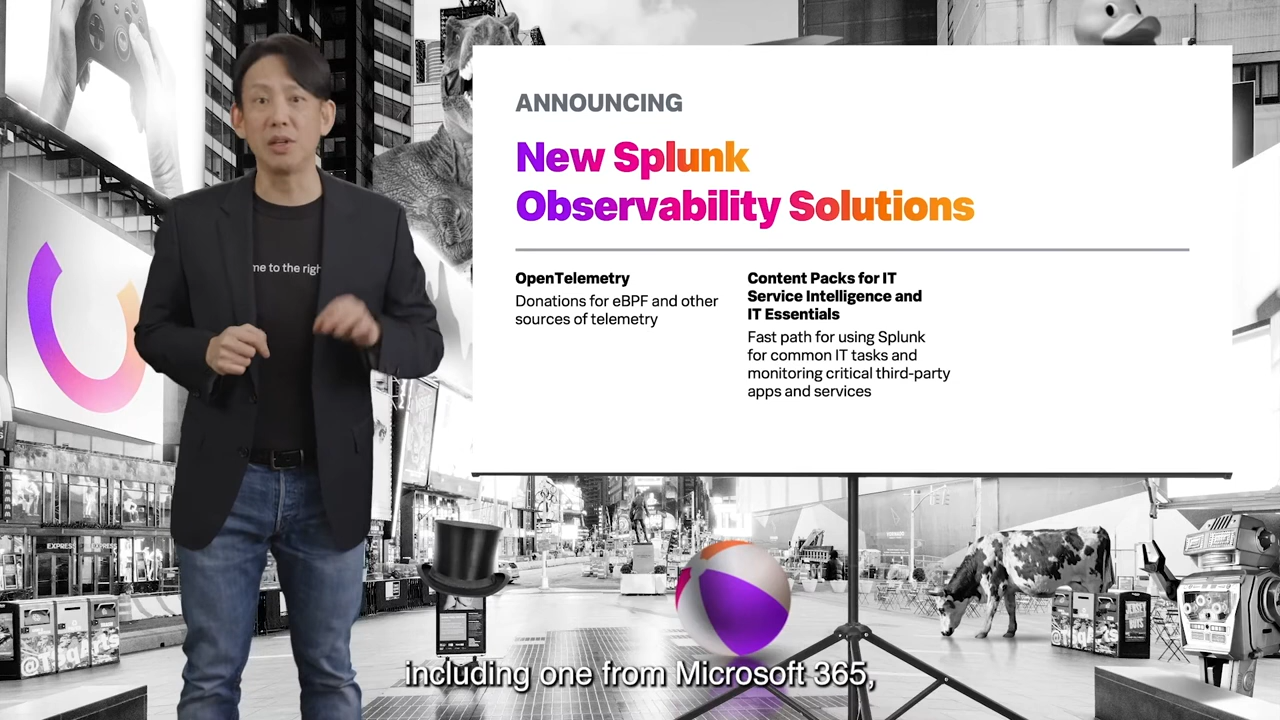 ANNOUNCING
New Splunk
Observability Solutions
OpenTelemetry
Donations for eBPF and other
sources of telemetry
Content Packs for IT
Service Intelligence and
IT Essentials
Fast path for using Splunk
for common IT tasks and
monitoring critical third-party
apps and services
me to the righ
EXPRESS
EXPRESS
including one from Microsoft 365,